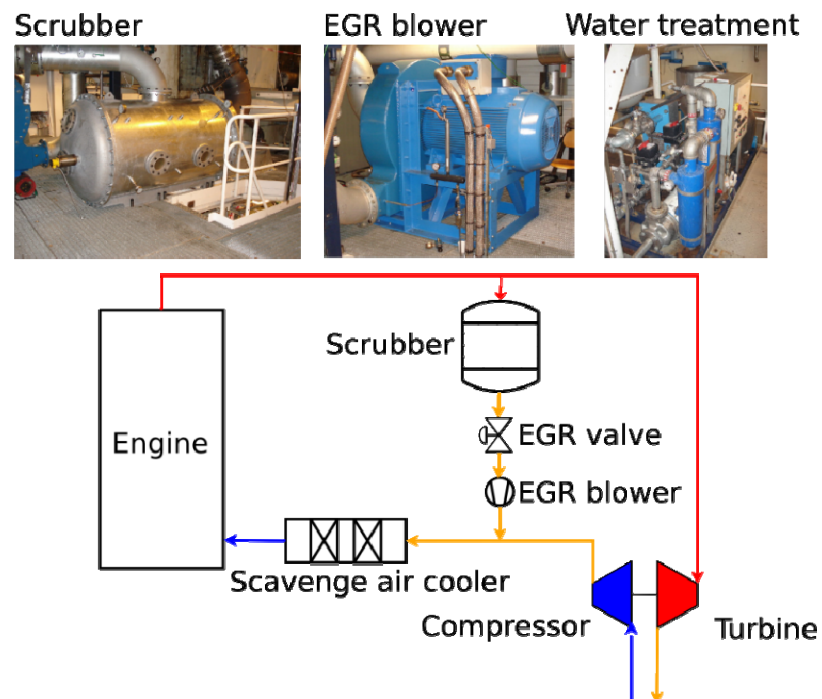 Scrubber
EGR blower
Water treatment
Scrubber
EGR valve
Engine
EGR blower
Scavenge air cooler
Compressor
Turbine